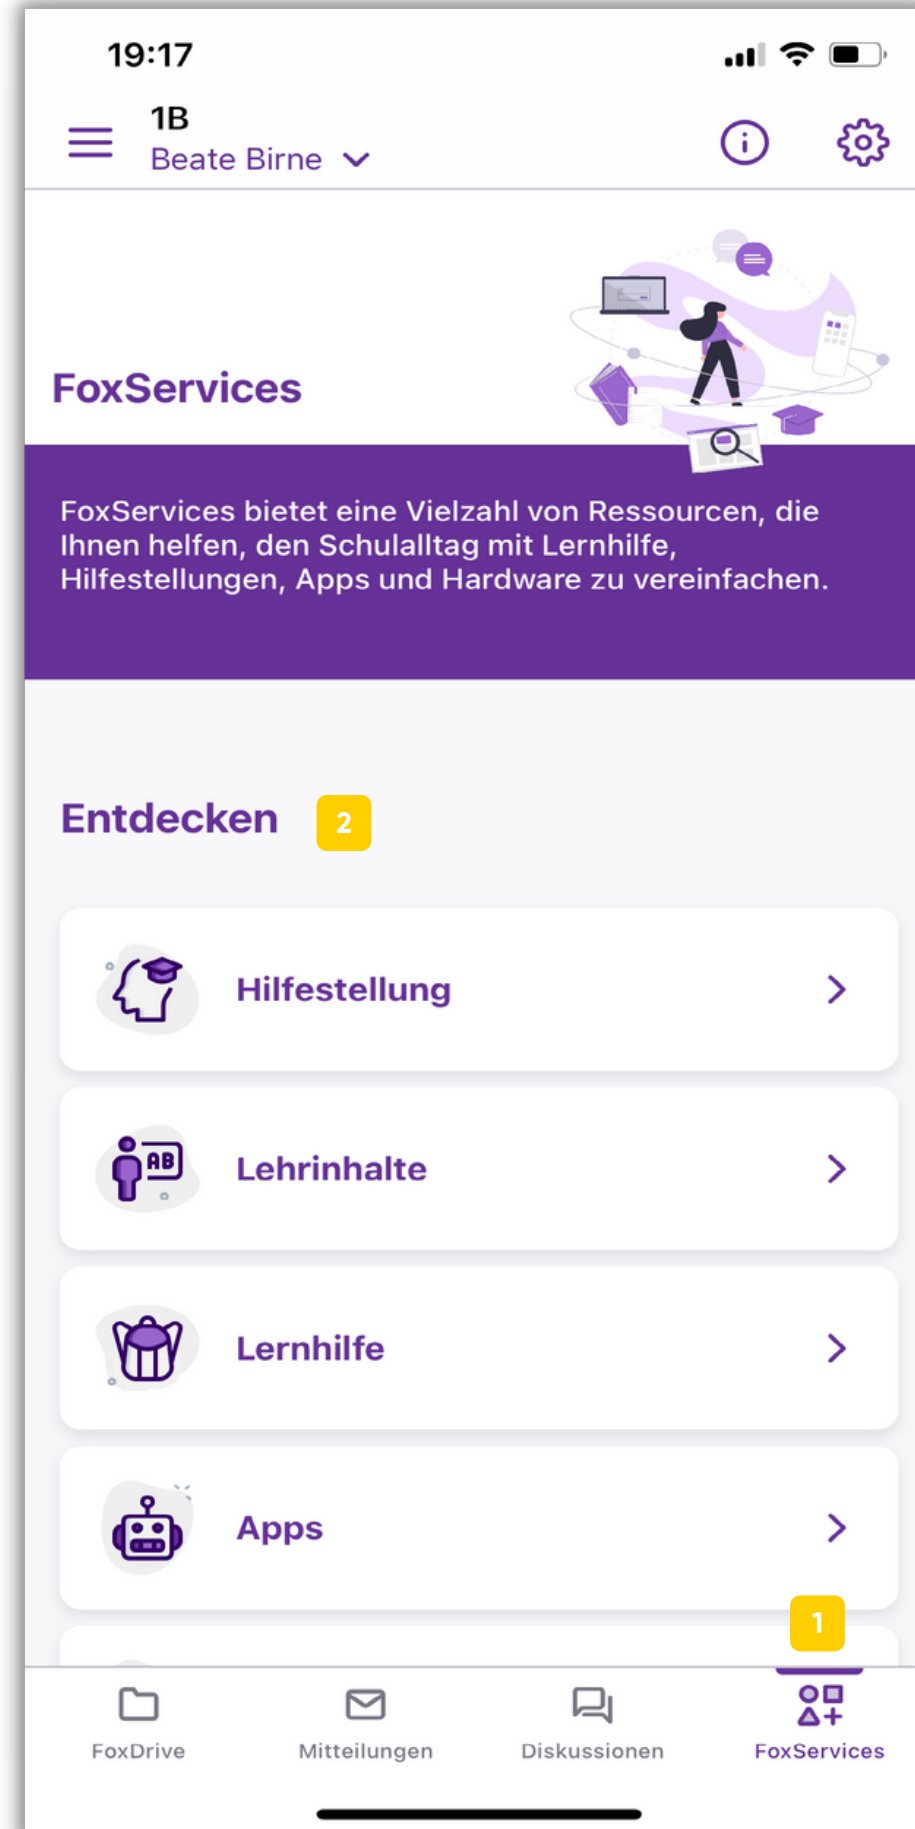 19:17
1B
Beate Birne
FoxServices
FoxServices bietet eine Vielzahl von Ressourcen, die
Ihnen helfen, den Schulalltag mit Lernhilfe,
Hilfestellungen, Apps und Hardware zu vereinfachen.
Entdecken 2
Hilfestellung
AB Lehrinhalte
Lernhilfe
Apps
1
FoxDrive Mitteilungen Diskussionen FoxServices